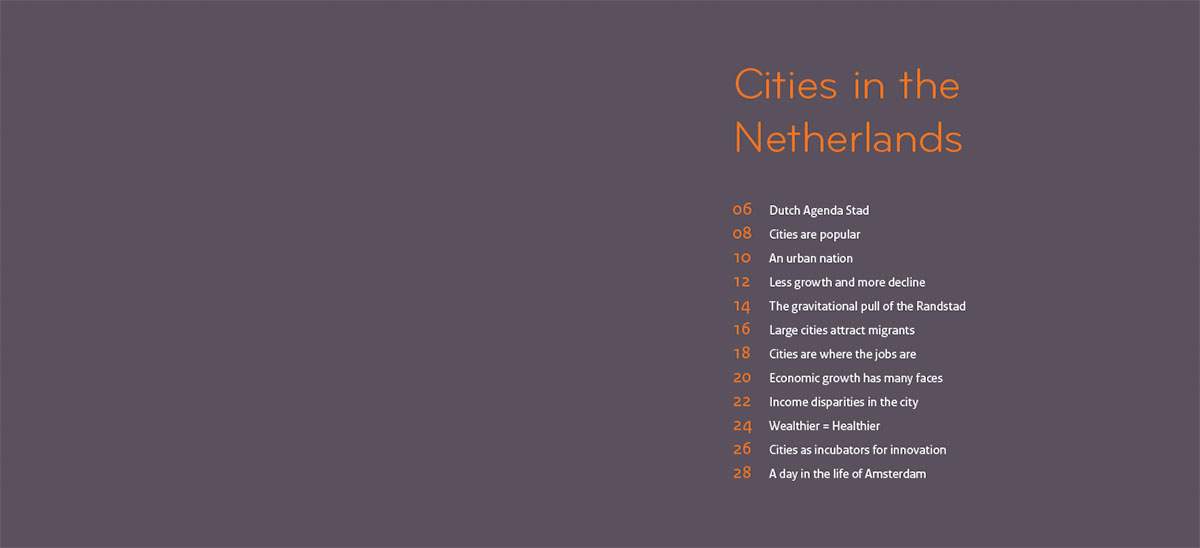 Cities in the
Netherlands
06 Dutch Agenda Stad
08 Cities are popular
10 An urban nation
12 Less growth and more decline
14 The gravitational pull of the Randstad
16 Large cities attract migrants
18 Cities are where the jobs are
20 Economic growth has many faces
22 Income disparities in the city
24 Wealthier = Healthier
26 Cities as incubators for innovation
28 A day in the life of Amsterdam